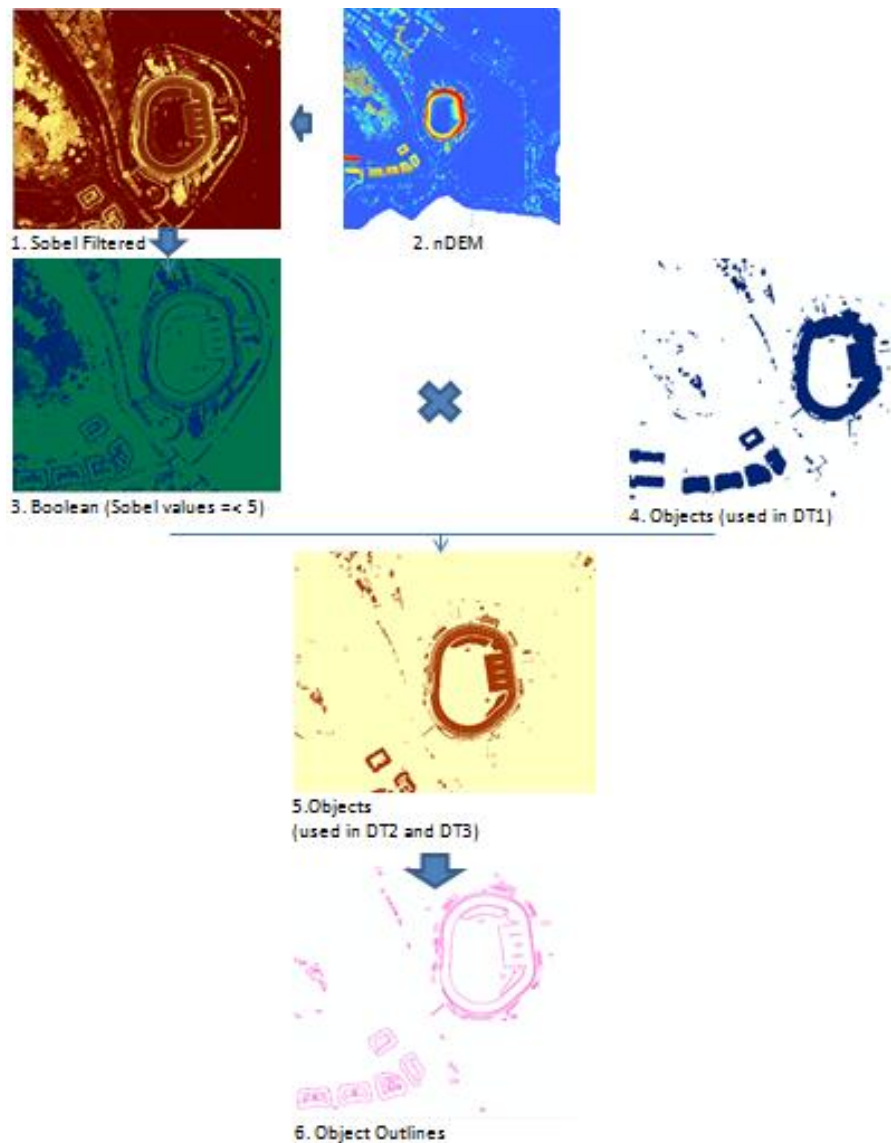 1. Sobel Filtered
2. nDEM
3. Boolean (Sobel values =< 5)
4. Objects (used in DT1)
5.Objects
(used in DT2 and DT3)
6. Object Outlines